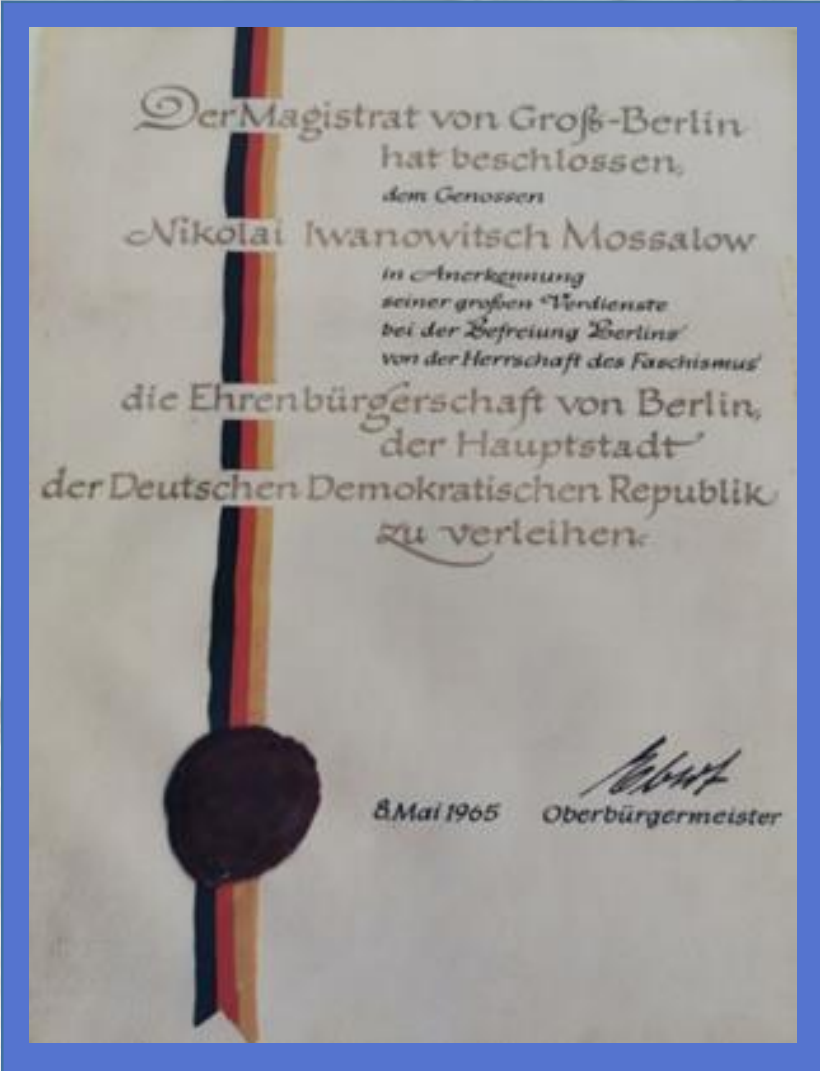 Der Magistrat von Groß-Berlin
hat beschlossen,
dem Genossen
Nikolai Iwanowitsch Mossalow
in Anerkennung
seiner großen Verdienste
bei der Befreiung Berlins
von der Herrschaft des Faschismus
die Ehrenbürgerschaft von Berlin,
der Hauptstadt
der Deutschen Demokratischen Republik
zu verleihen.
Ebert
8. Mai 1965 Oberbürgermeister